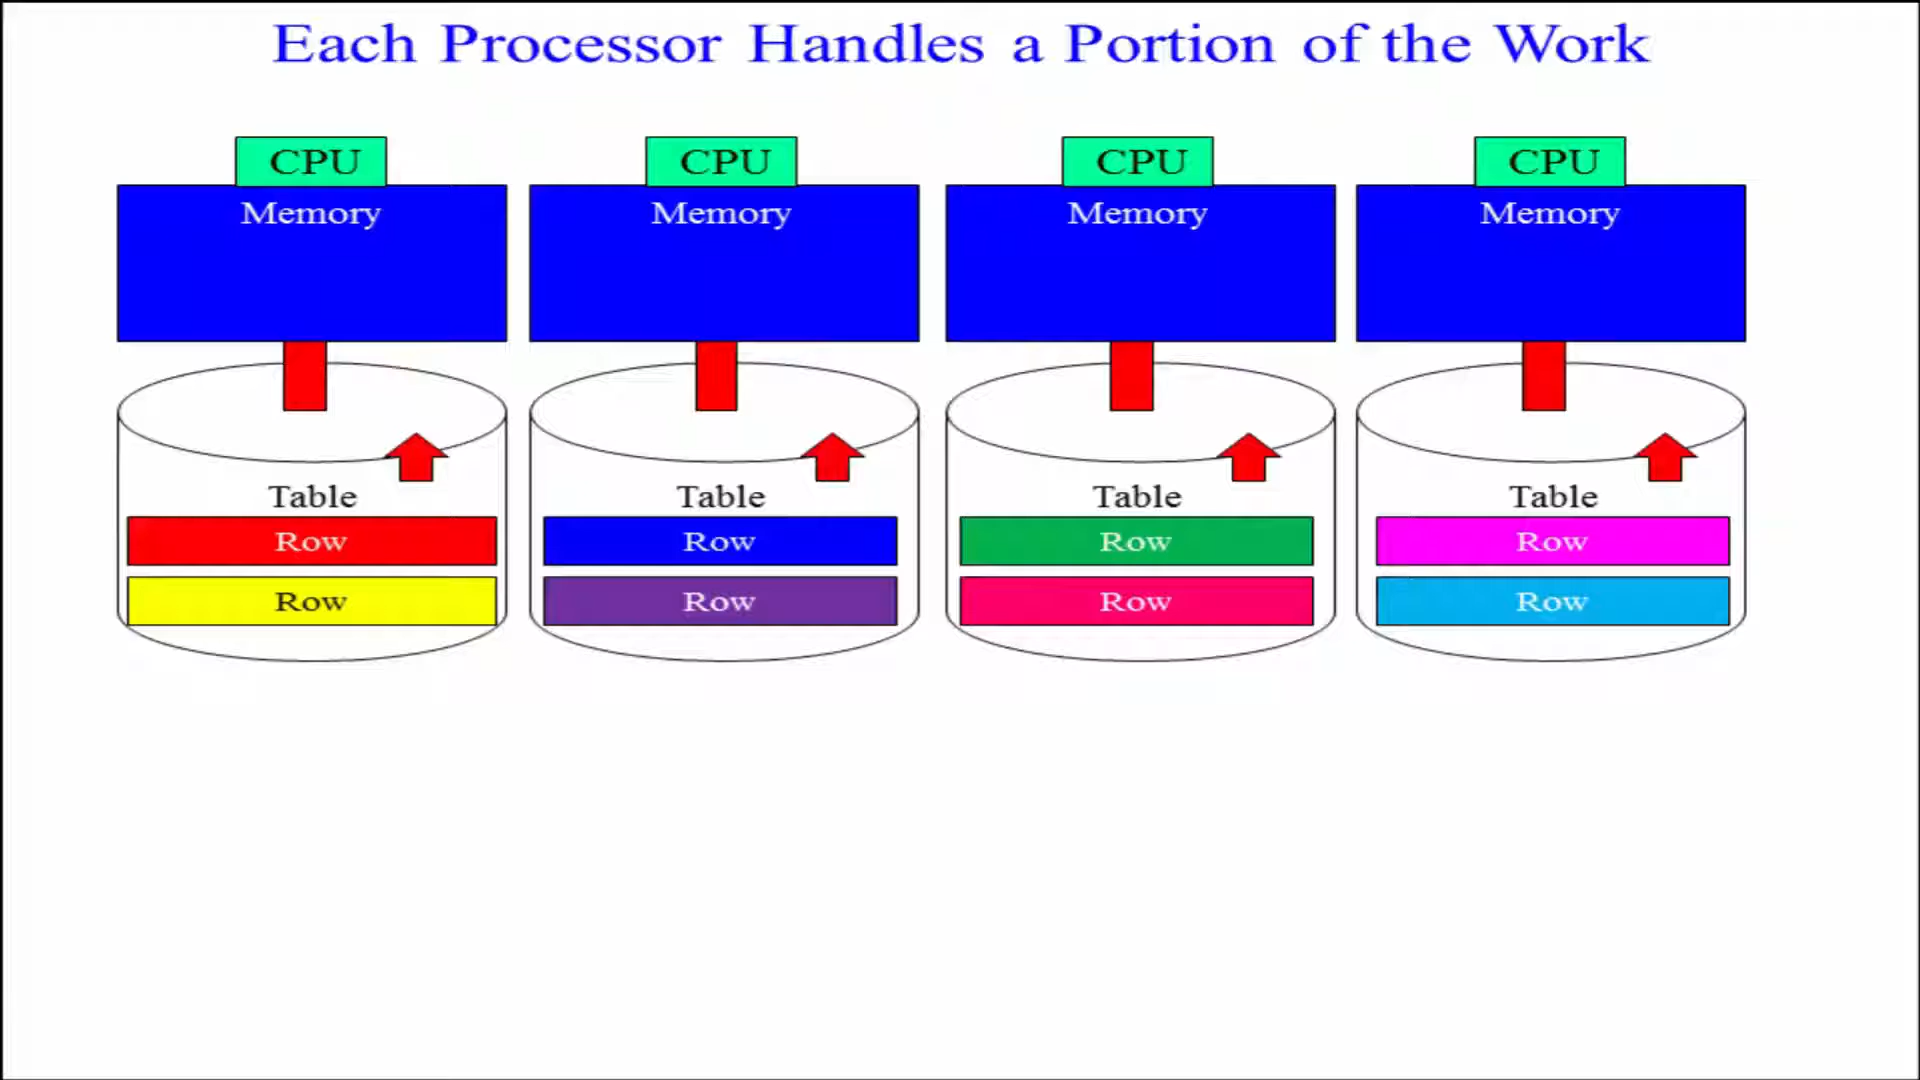 Each Processor Handles a Portion of the Work
CPU CPU CPU CPU
Memory Memory Memory Memory
Table Table Table Table
Row Row Row Row
Row Row Row Row